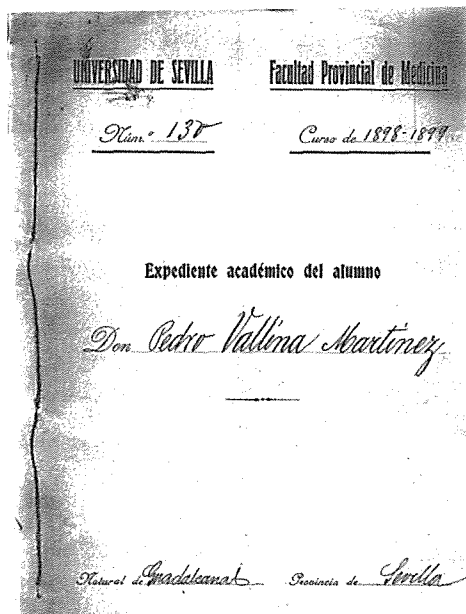 UNIVERSIDAD DE SEVILLA
Facultad Provincial de Medicina
Núm.º 130
Curso de 1898-1899
Expediente académico del alumno
Don Pedro Vallina Martínez
Natural de Guadalcanal Provincia de Sevilla